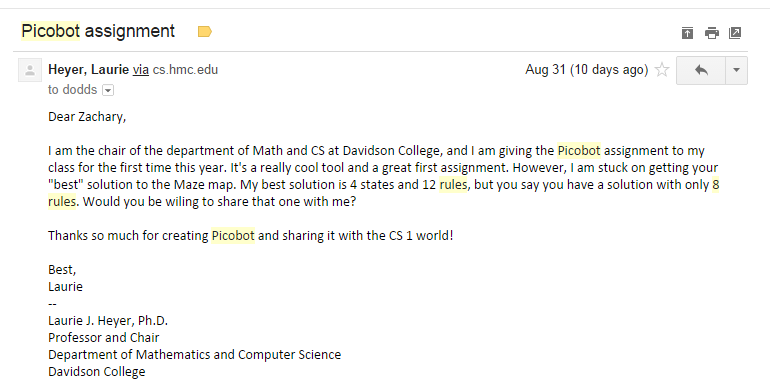 Picobot assignment
Heyer, Laurie via cs.hmc.edu
Aug 31 (10 days ago)
to dodds
Dear Zachary,
I am the chair of the department of Math and CS at Davidson College, and I am giving the Picobot assignment to my
class for the first time this year. It's a really cool tool and a great first assignment. However, I am stuck on getting your
"best" solution to the Maze map. My best solution is 4 states and 12 rules, but you say you have a solution with only 8
rules. Would you be wiling to share that one with me?
Thanks so much for creating Picobot and sharing it with the CS 1 world!
Best,
Laurie
--
Laurie J. Heyer, Ph.D.
Professor and Chair
Department of Mathematics and Computer Science
Davidson College